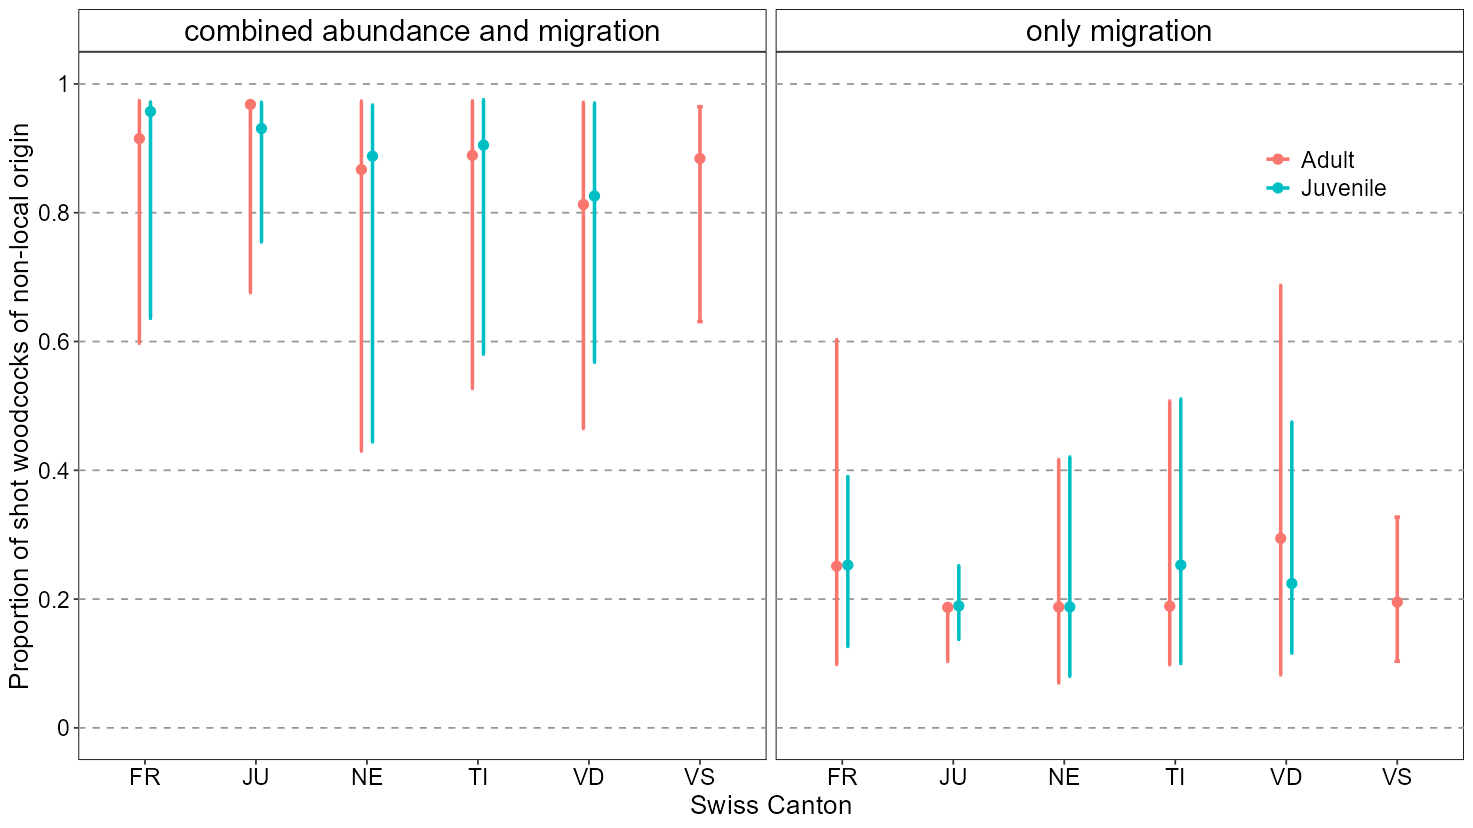 combined abundance and migration
only migration
Proportion of shot woodcocks of non-local origin
1
0.8
0.6
0.4
0.2
0
Adult
Juvenile
FR JU NE TI VD VS
FR JU NE TI VD VS
Swiss Canton